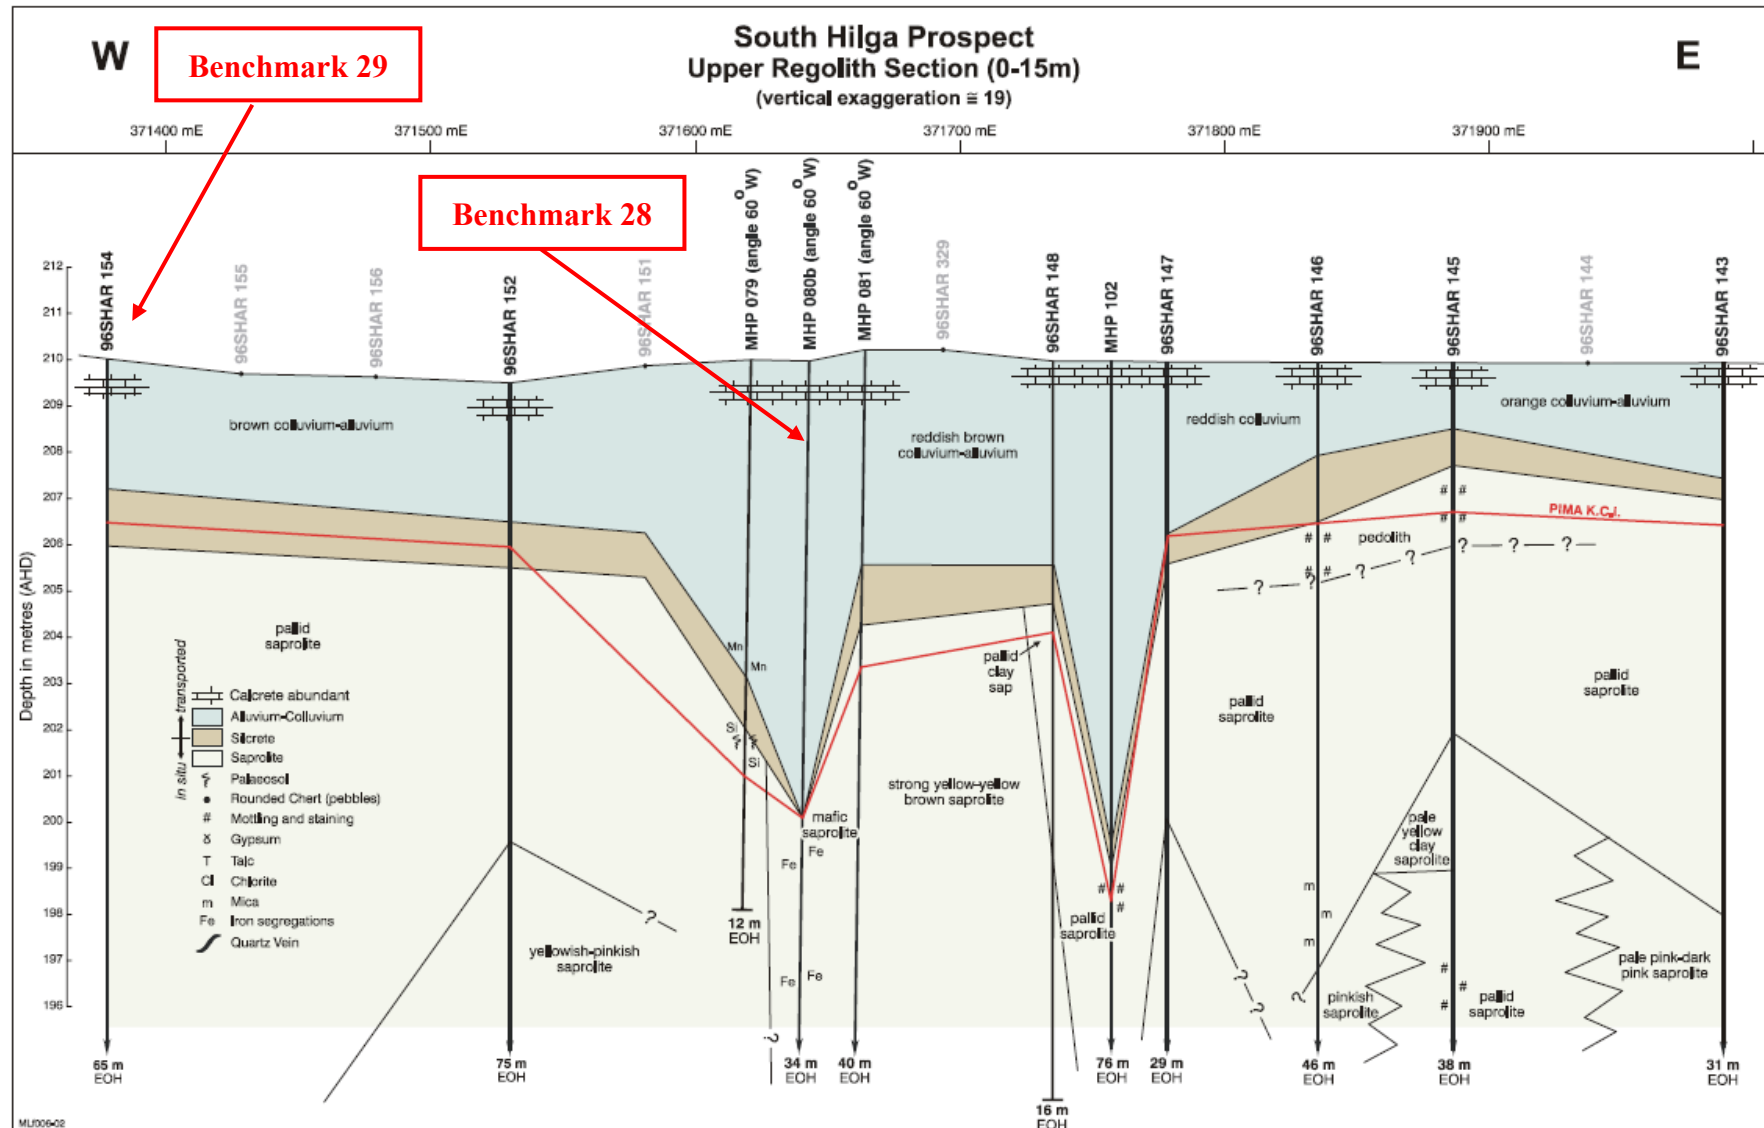 South Hilga Prospect
Upper Regolith Section (0-15m)
(vertical exaggeration ≅ 19)
W
E
Benchmark 29
Benchmark 28
371400 mE
371500 mE
371600 mE
371700 mE
371800 mE
371900 mE
96SHAR 154
96SHAR 155
96SHAR 156
96SHAR 152
96SHAR 151
MHP 079 (angle 60°W)
MHP 080b (angle 60°W)
MHP 081 (angle 60°W)
96SHAR 329
96SHAR 148
MHP 102
96SHAR 147
96SHAR 146
96SHAR 145
96SHAR 144
96SHAR 143
Depth in metres (AHD)
212
211
210
209
208
207
206
205
204
203
202
201
200
199
198
197
196
brown colluvium-alluvium
reddish brown
colluvium-alluvium
reddish colluvium
orange colluvium-alluvium
PIMA K.C.I.
# #
# #
# #
# #
pedolith
? ? ? ? ? ?
pallid
saprolite
Mn
Mn
Si
Si
pallid
clay
sap
pallid
saprolite
pallid
saprolite
in situ
transported
Calcrete abundant
Alluvium-Colluvium
Silcrete
Saprolite
Palaeosol
Rounded Chert (pebbles)
# Mottling and staining
ɣ Gypsum
T Talc
Cl Chlorite
m Mica
Fe Iron segregations
Quartz Vein
strong yellow-yellow
brown saprolite
mafic
saprolite
Fe
Fe
Fe
Fe
pale
yellow
clay
saprolite
# #
#
m
m
m
pallid
saprolite
yellowish-pinkish
saprolite
?
?
?
?
?
pinkish
saprolite
#
#
#
pallid
saprolite
pale pink-dark
pink saprolite
12 m
EOH
65 m
EOH
75 m
EOH
34 m
EOH
40 m
EOH
16 m
EOH
76 m
EOH
29 m
EOH
46 m
EOH
38 m
EOH
31 m
EOH
MLf006-02